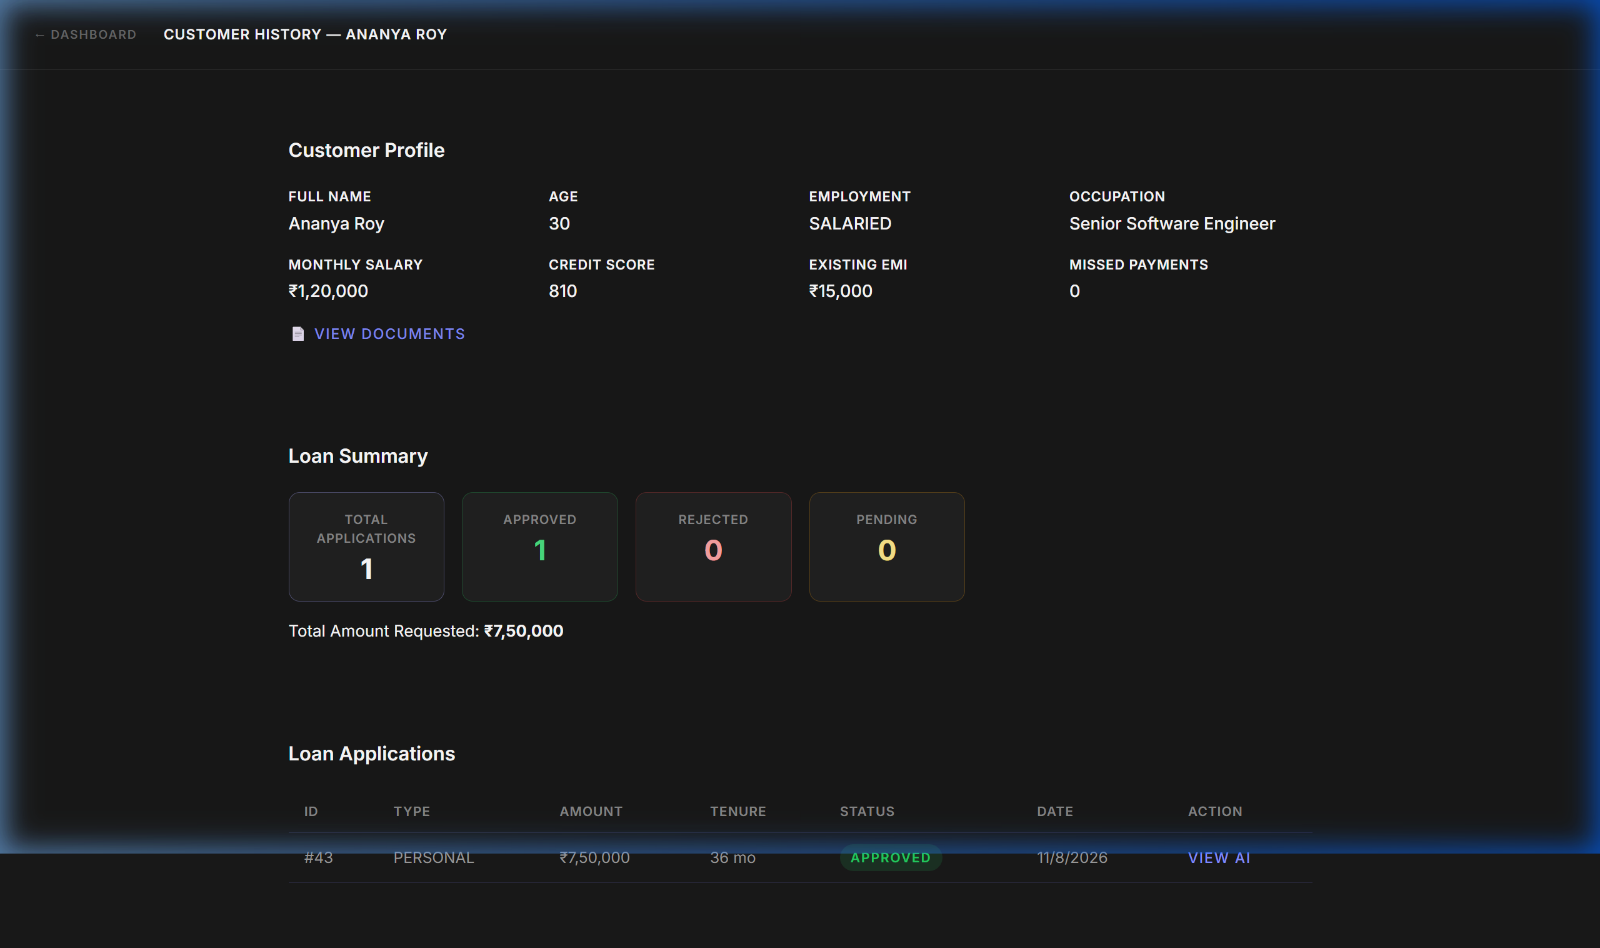 ← DASHBOARD CUSTOMER HISTORY — ANANYA ROY
Customer Profile
FULL NAME AGE EMPLOYMENT OCCUPATION
Ananya Roy 30 SALARIED Senior Software Engineer
MONTHLY SALARY CREDIT SCORE EXISTING EMI MISSED PAYMENTS
₹1,20,000 810 ₹15,000 0
VIEW DOCUMENTS
Loan Summary
TOTAL APPLICATIONS
1
APPROVED
1
REJECTED
0
PENDING
0
Total Amount Requested: ₹7,50,000
Loan Applications
ID TYPE AMOUNT TENURE STATUS DATE ACTION
#43 PERSONAL ₹7,50,000 36 mo APPROVED 11/8/2026 VIEW AI